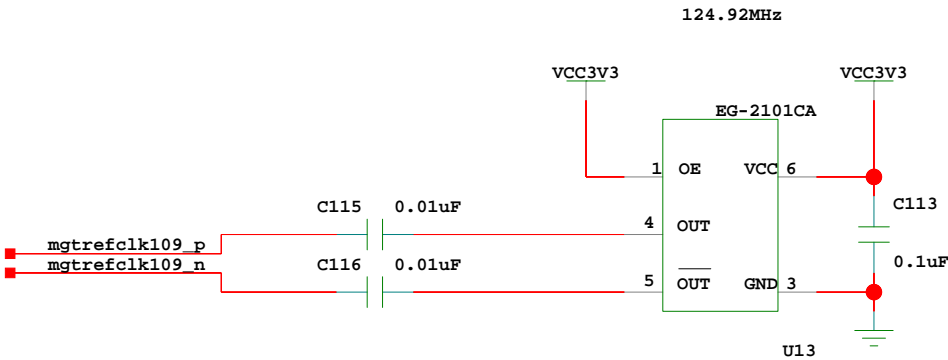 124.92MHz
VCC3V3 VCC3V3
EG-2101CA
1 OE VCC 6
C115 0.01uF C113
4 OUT
mgtrefclk109_p
mgtrefclk109_n C116 0.01uF 0.1uF
5 OUT GND 3
U13